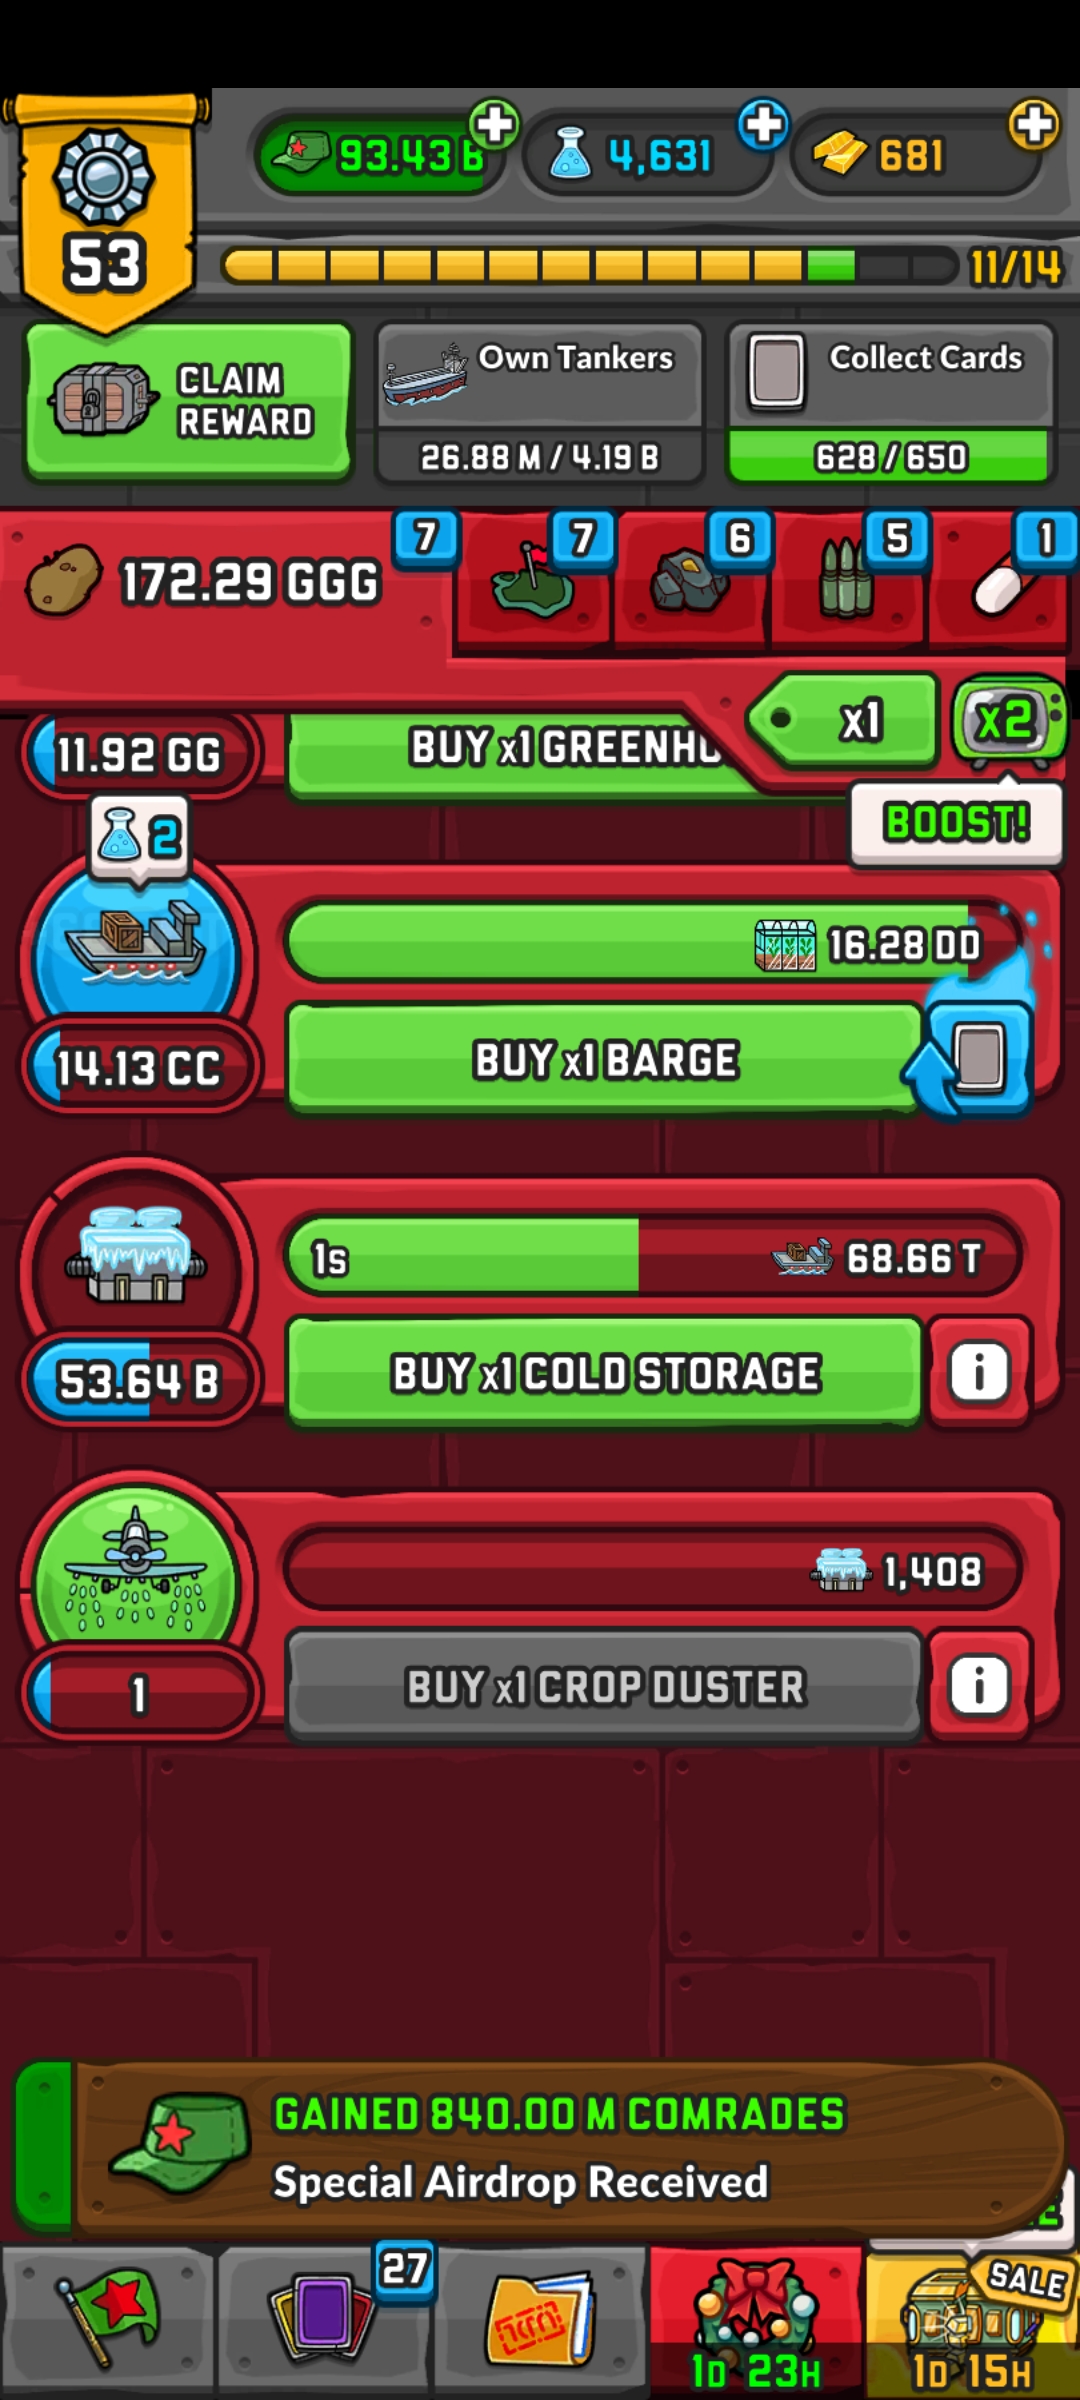 93.43 B
4,631
681
53
11/14
CLAIM
REWARD
Own Tankers
26.88 M / 4.19 B
Collect Cards
628 / 650
172.29 GGG
7
7
6
5
1
x1
x2
BOOST!
11.92 GG
BUY x1 GREENHO
2
16.28 DD
14.13 CC
BUY x1 BARGE
1s
68.66 T
53.64 B
BUY x1 COLD STORAGE
i
1,408
1
BUY x1 CROP DUSTER
i
GAINED 840.00 M COMRADES
Special Airdrop Received
27
SALE
1D 23H
1D 15H